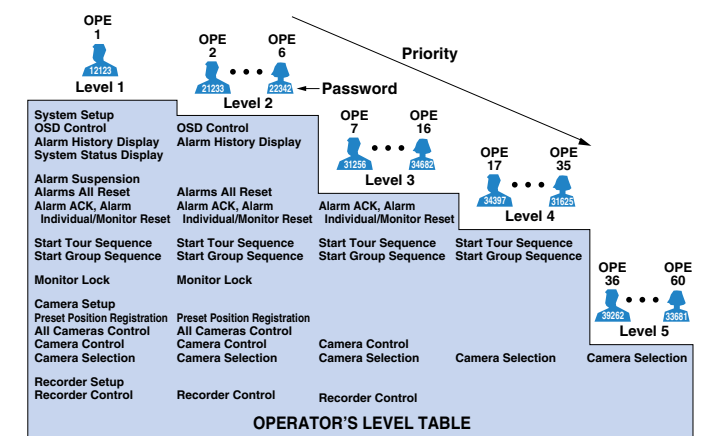 OPE
1
12123
Level 1
OPE
2
21233
OPE
6
22342
Level 2
Priority
Password
OPE
7
31256
OPE
16
34682
Level 3
OPE
17
34397
OPE
35
31625
Level 4
OPE
36
39262
OPE
60
33681
Level 5
System Setup
OSD Control OSD Control
Alarm History Display Alarm History Display
System Status Display
Alarm Suspension
Alarms All Reset Alarms All Reset
Alarm ACK, Alarm Alarm ACK, Alarm Alarm ACK, Alarm
Individual/Monitor Reset Individual/Monitor Reset Individual/Monitor Reset
Start Tour Sequence Start Tour Sequence Start Tour Sequence Start Tour Sequence
Start Group Sequence Start Group Sequence Start Group Sequence Start Group Sequence
Monitor Lock Monitor Lock
Camera Setup
Preset Position Registration Preset Position Registration
All Cameras Control All Cameras Control
Camera Control Camera Control Camera Control
Camera Selection Camera Selection Camera Selection Camera Selection Camera Selection
Recorder Setup
Recorder Control Recorder Control Recorder Control
OPERATOR'S LEVEL TABLE